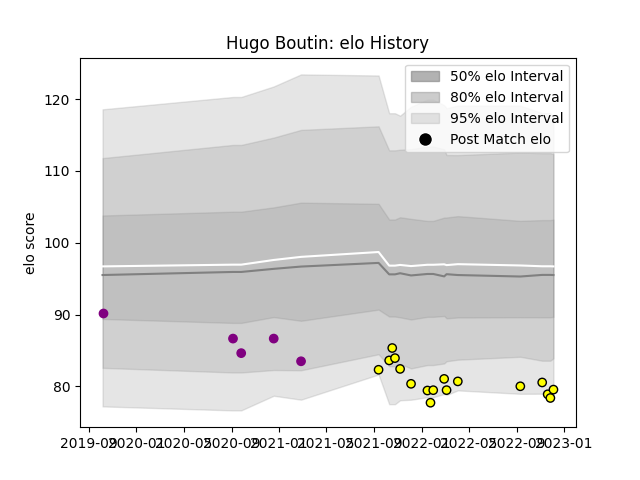 Hugo Boutin: elo History
50% elo Interval
80% elo Interval
95% elo Interval
Post Match elo
elo score
120
110
100
90
80
2019-09 2020-01 2020-05 2020-09 2021-01 2021-05 2021-09 2022-01 2022-05 2022-09 2023-01